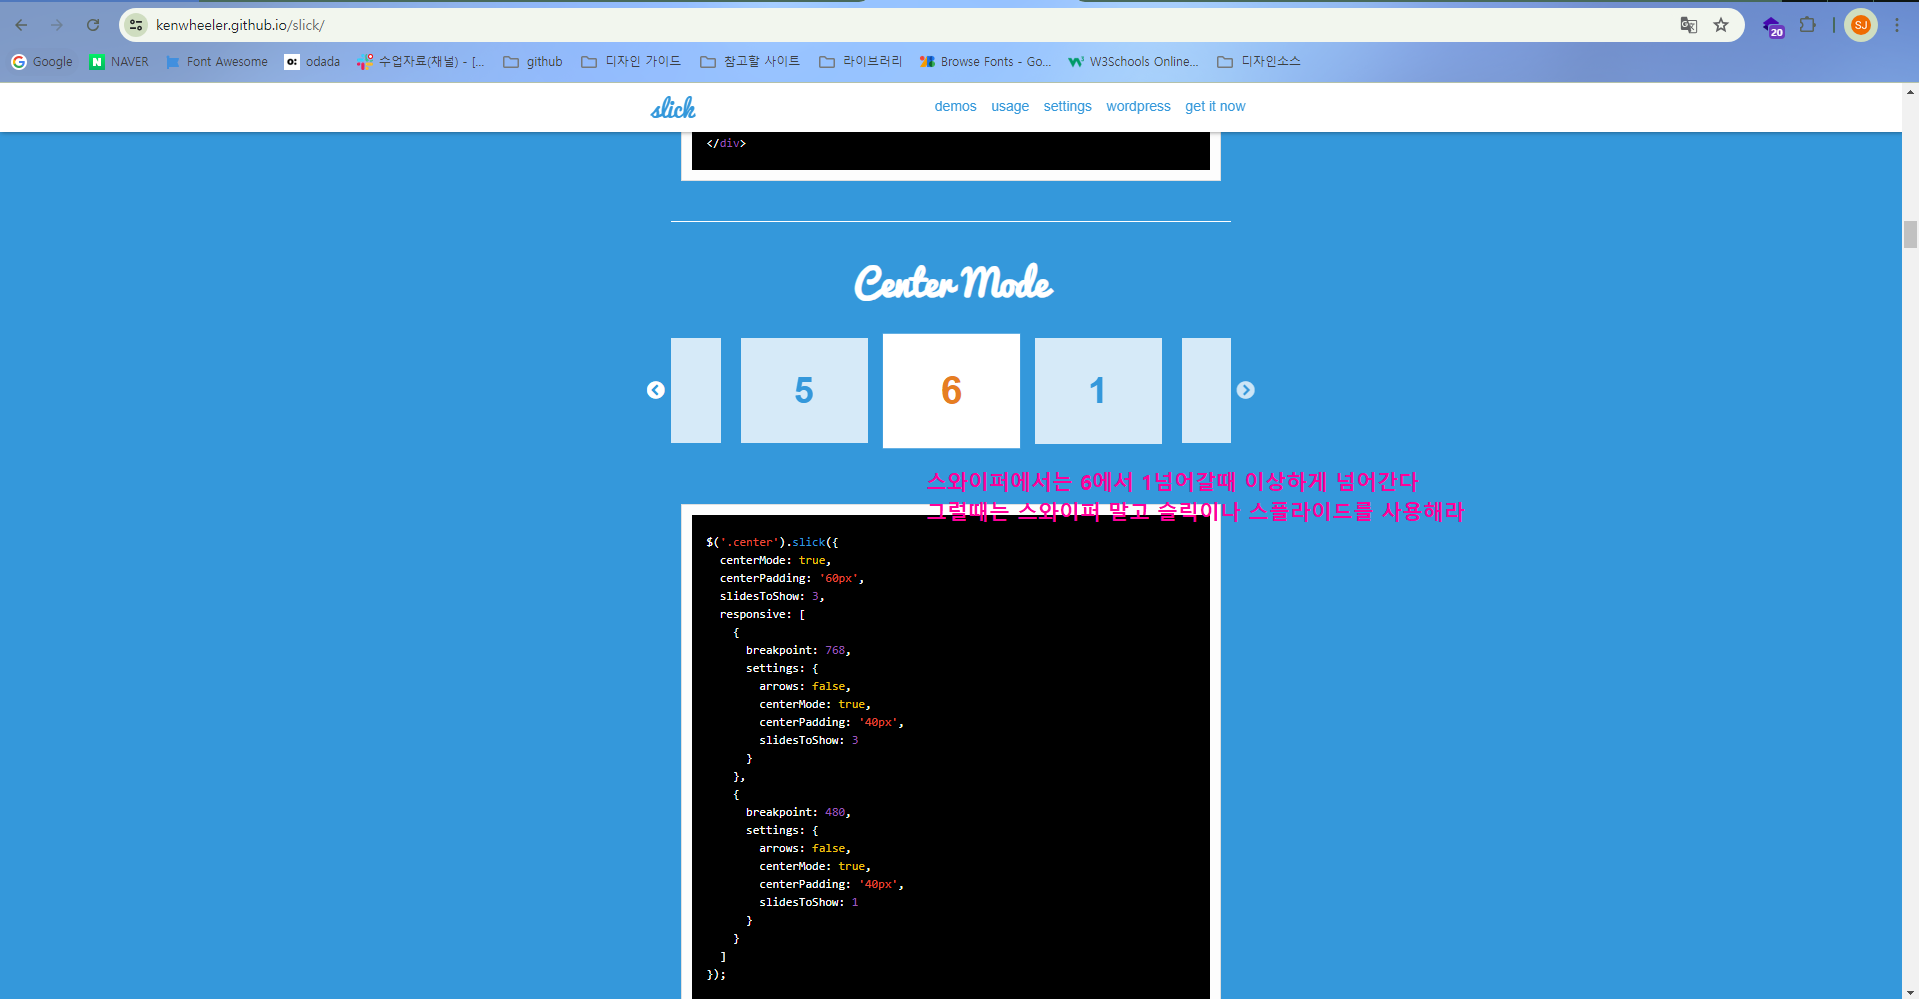 kenwheeler.github.io/slick/
20
SJ
Google NAVER Font Awesome odada 수업자료(채널) - [... github 디자인 가이드 참고할 사이트 라이브러리 Browse Fonts - Go... W3Schools Online... 디자인소스
slick demos usage settings wordpress get it now
</div>
Center Mode
5 6 1
스와이퍼에서는 6에서 1넘어갈때 이상하게 넘어간다
그럴때는 스와이퍼 말고 슬릭이나 스플라이드를 사용해라
$('.center').slick({
centerMode: true,
centerPadding: '60px',
slidesToShow: 3,
responsive: [
{
breakpoint: 768,
settings: {
arrows: false,
centerMode: true,
centerPadding: '40px',
slidesToShow: 3
}
},
{
breakpoint: 480,
settings: {
arrows: false,
centerMode: true,
centerPadding: '40px',
slidesToShow: 1
}
}
]
});